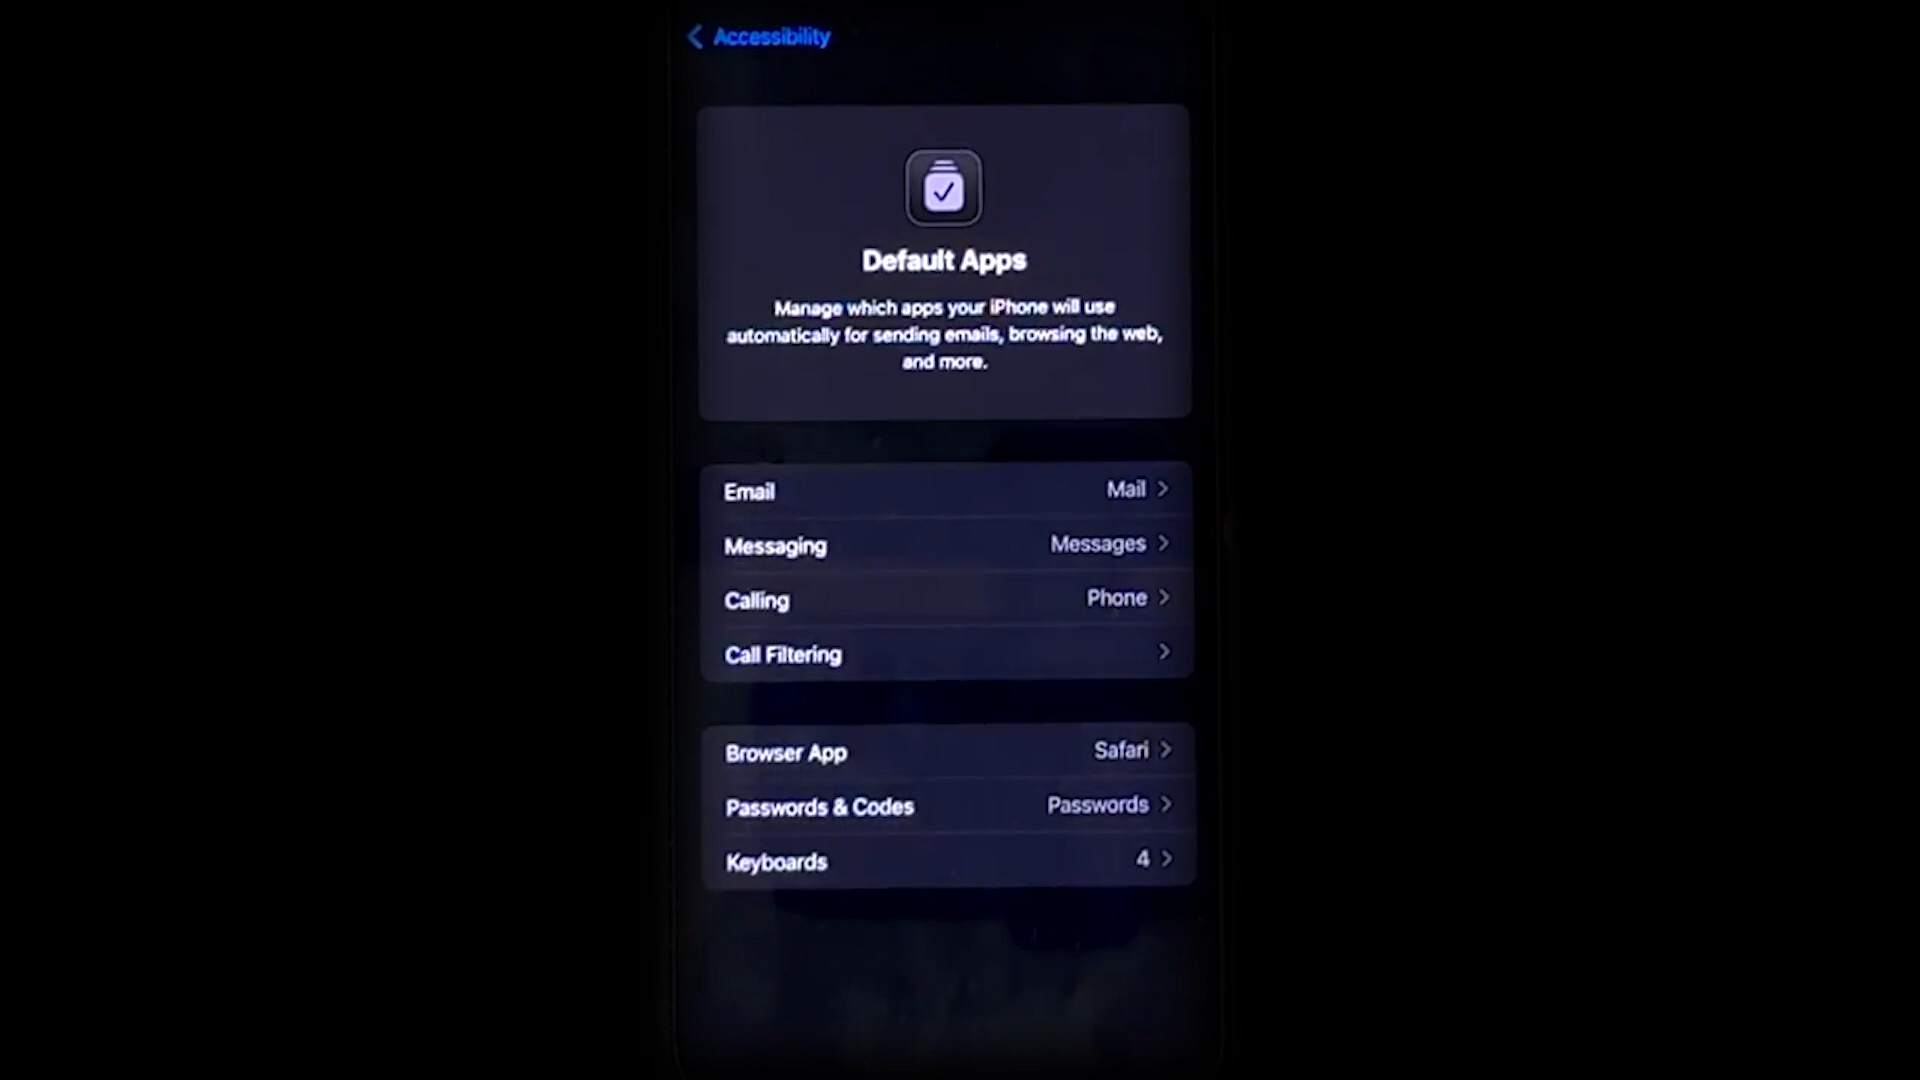 Accessibility
Default Apps
Manage which apps your iPhone will use
automatically for sending emails, browsing the web,
and more.
Email Mail
Messaging Messages
Calling Phone
Call Filtering
Browser App Safari
Passwords & Codes Passwords
Keyboards 4